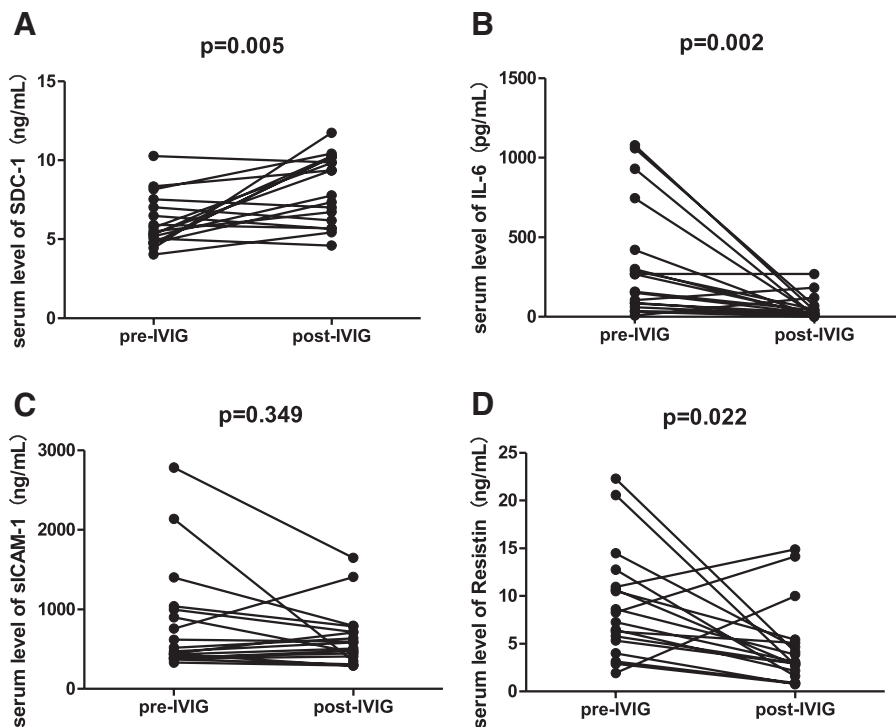 A
p=0.005
serum level of SDC-1 (ng/mL)
15
10
5
0
pre-IVIG post-IVIG
B
p=0.002
serum level of IL-6 (pg/mL)
1500
1000
500
0
pre-IVIG post-IVIG
C
p=0.349
serum level of sICAM-1 (ng/mL)
3000
2000
1000
0
pre-IVIG post-IVIG
D
p=0.022
serum level of Resistin (ng/mL)
25
20
15
10
5
0
pre-IVIG post-IVIG